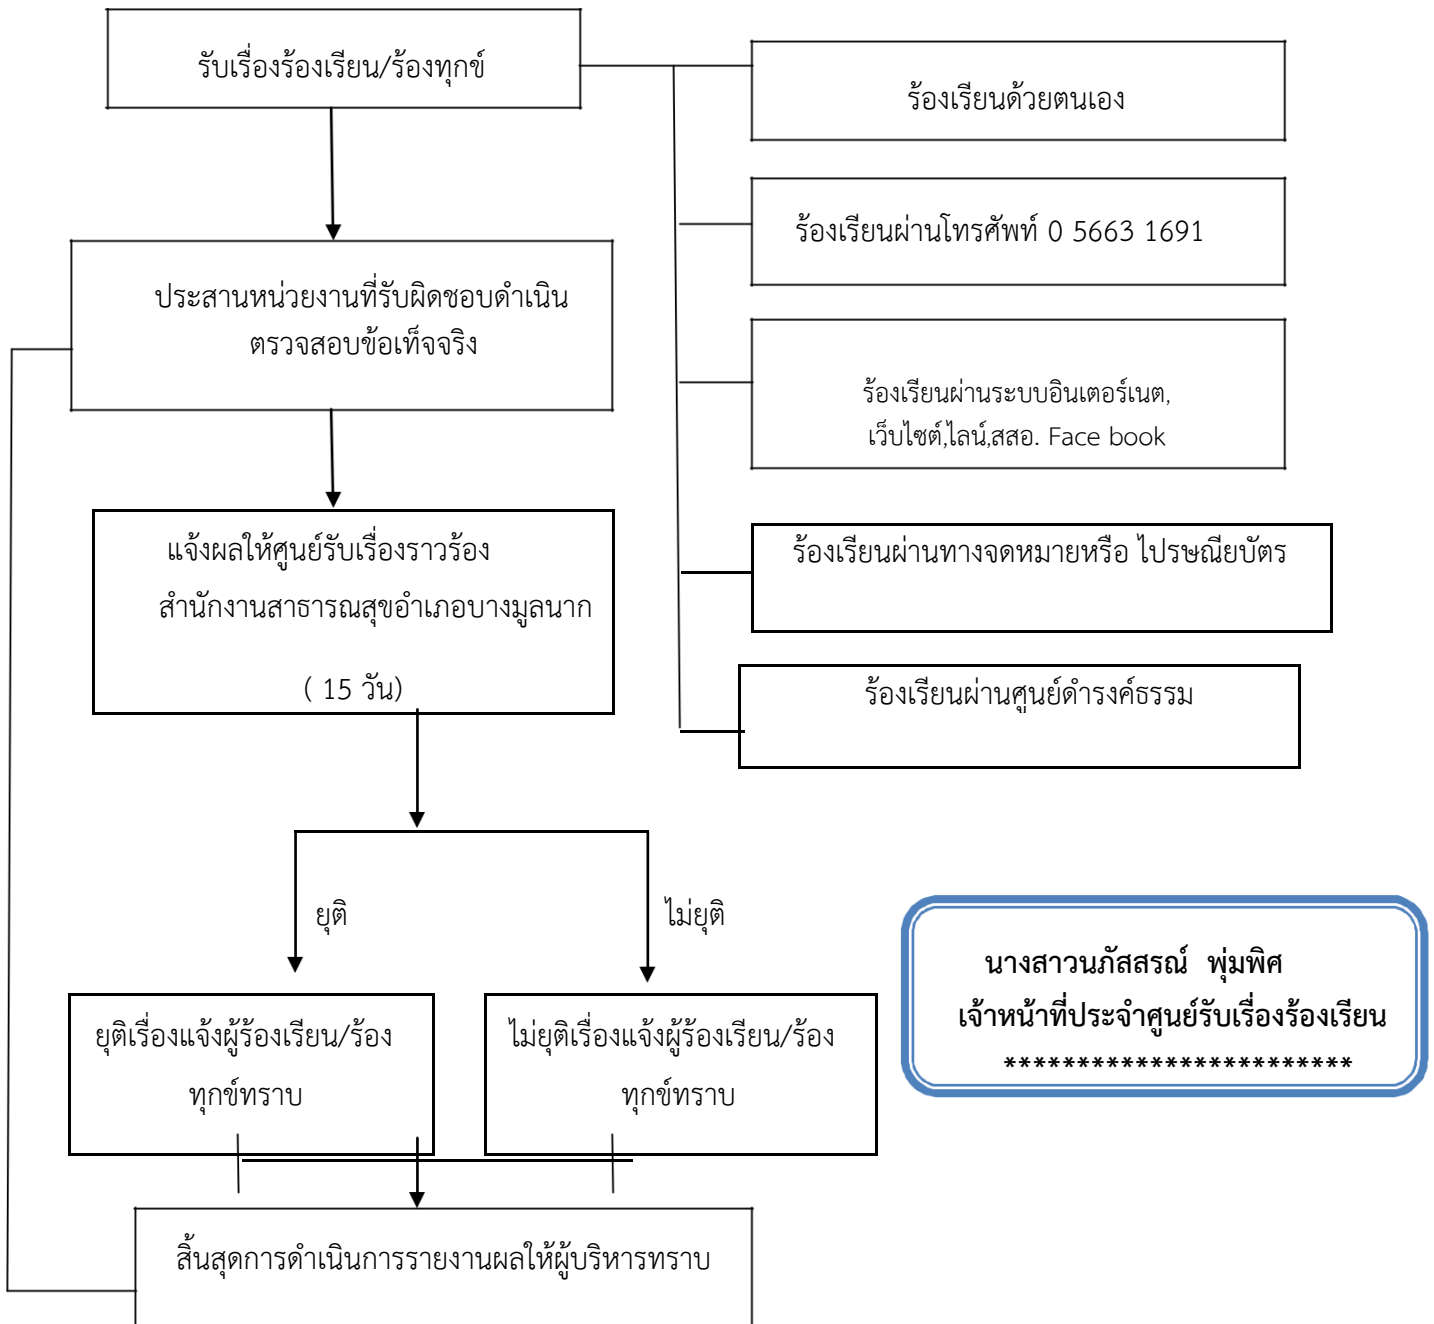 รับเรื่องร้องเรียน/ร้องทุกข์
ร้องเรียนด้วยตนเอง
ร้องเรียนผ่านโทรศัพท์ 0 5663 1691
ประสานหน่วยงานที่รับผิดชอบดำเนิน
ตรวจสอบข้อเท็จจริง
ร้องเรียนผ่านระบบอินเตอร์เนต,
เว็บไซต์,ไลน์,สสอ. Face book
แจ้งผลให้ศูนย์รับเรื่องราวร้อง
สำนักงานสาธารณสุขอำเภอบางมูลนาก
( 15 วัน)
ร้องเรียนผ่านทางจดหมายหรือ ไปรษณียบัตร
ร้องเรียนผ่านศูนย์ดำรงค์ธรรม
ยุติ
ไม่ยุติ
ยุติเรื่องแจ้งผู้ร้องเรียน/ร้อง
ทุกข์ทราบ
ไม่ยุติเรื่องแจ้งผู้ร้องเรียน/ร้อง
ทุกข์ทราบ
นางสาวนภัสสรณ์ พุ่มพิศ
เจ้าหน้าที่ประจำศูนย์รับเรื่องร้องเรียน
************************
สิ้นสุดการดำเนินการรายงานผลให้ผู้บริหารทราบ